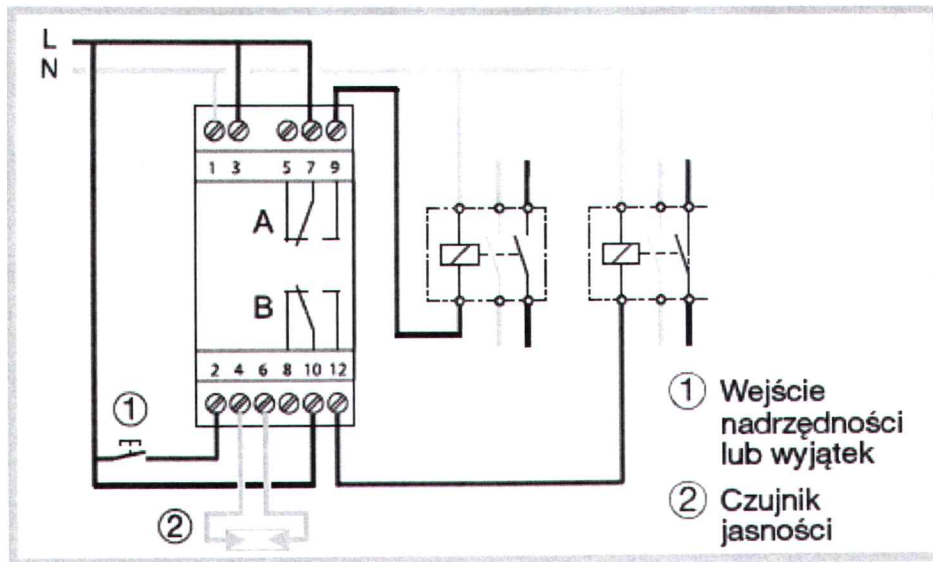 L
N
1 3 5 7 9
A
B
2 4 6 8 10 12
①
②
① Wejście
nadrzędności
lub wyjątek
② Czujnik
jasności